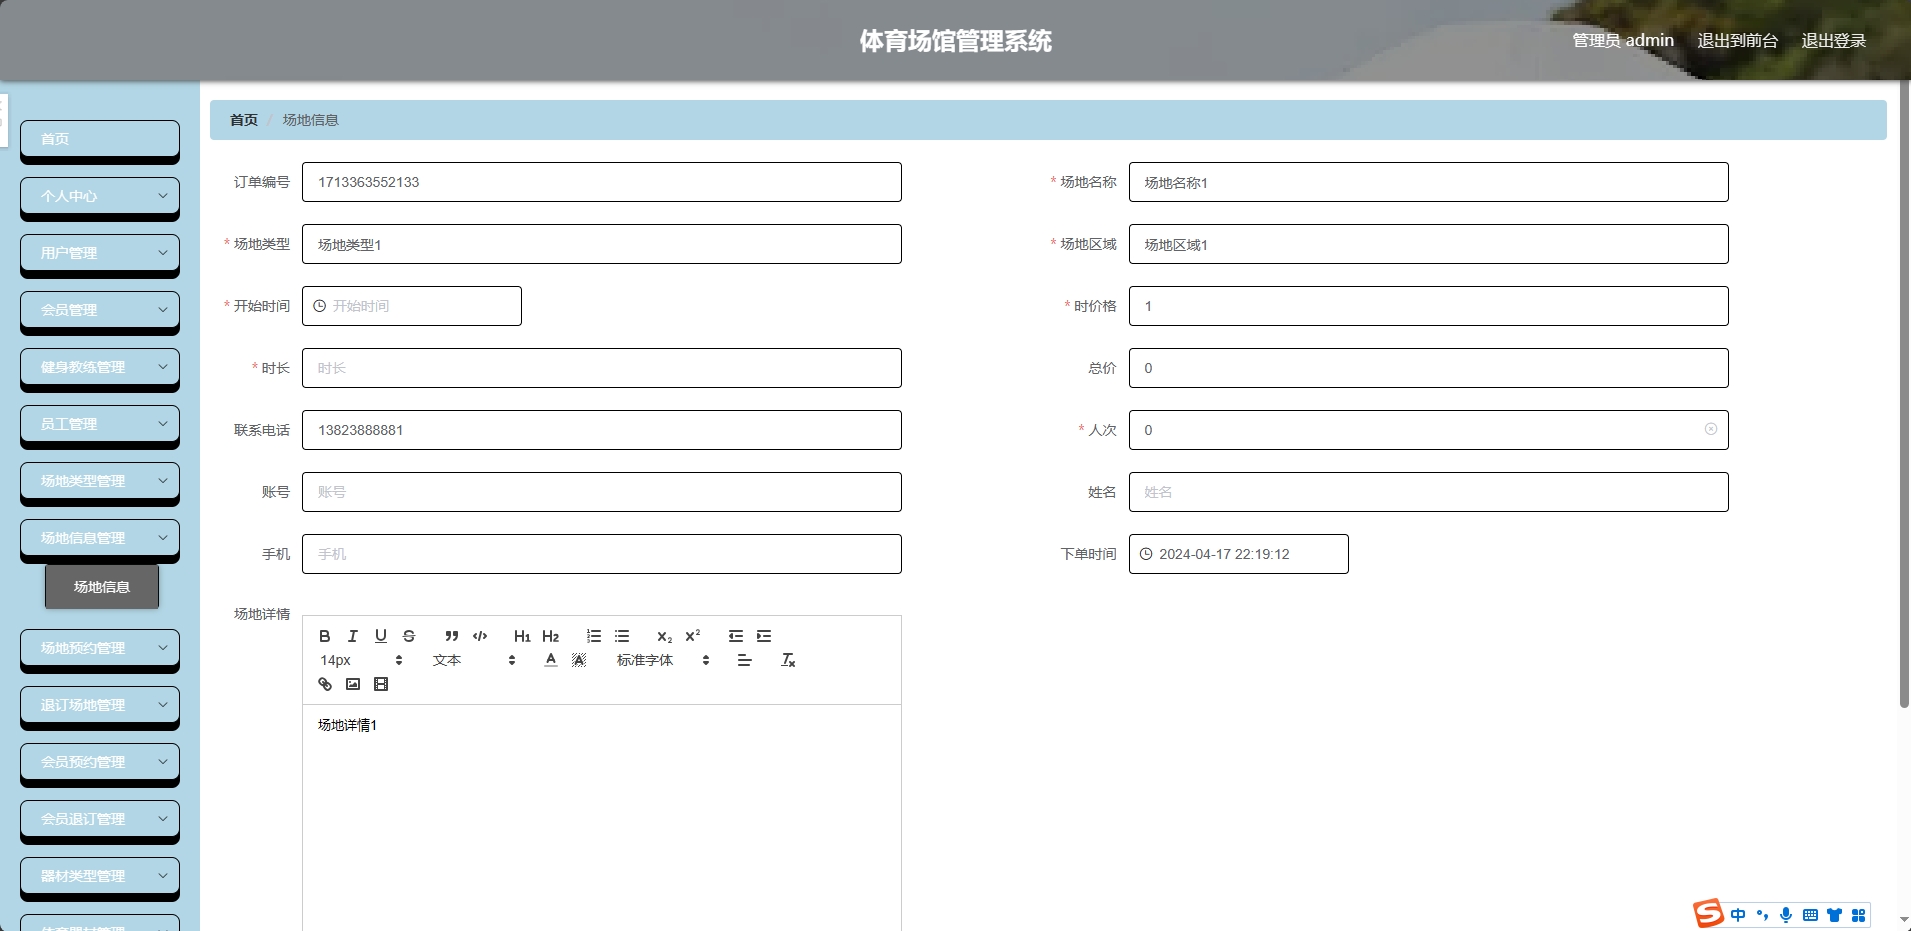 体育场馆管理系统
管理员 admin 退出到前台 退出登录
首页
个人中心
用户管理
会员管理
健身教练管理
员工管理
场地类型管理
场地信息管理
场地信息
场地预约管理
退订场地管理
会员预约管理
会员退订管理
器材类型管理
首页 / 场地信息
订单编号 1713363552133
* 场地名称 场地名称1
* 场地类型 场地类型1
* 场地区域 场地区域1
* 开始时间 开始时间
* 时价格 1
* 时长 时长
总价 0
联系电话 13823888881
* 人次 0
账号 账号
姓名 姓名
手机 手机
下单时间 2024-04-17 22:19:12
场地详情
B I U S H1 H2 X2 X2
14px 文本 A A 标准字体 Tx
场地详情1
S 中